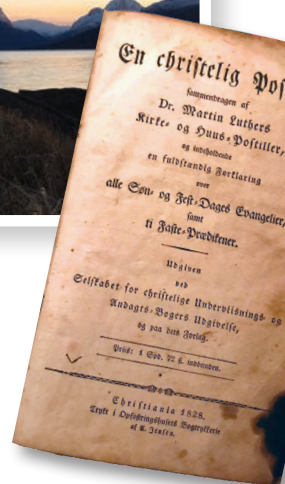 En christelig Pos
sammendragen af
Dr. Martin Luthers
Kirke- og Huus-Postiller,
og indeholdende
en fuldstændig Forklaring
over
alle Søn- og Fest-Dages Evangelier,
samt
ti Faste-Prædikener.
Udgiven
ved
Selskabet for christelige Underviisnings- og
Andagts-Bogers Udgivelse,
og paa dets Forlag.
Priis: 1 Spd. 72 ß. indbunden.
Christiania 1828.
Trykt i Opfostringshusets Bogtrykkerie
af R. Jensen.